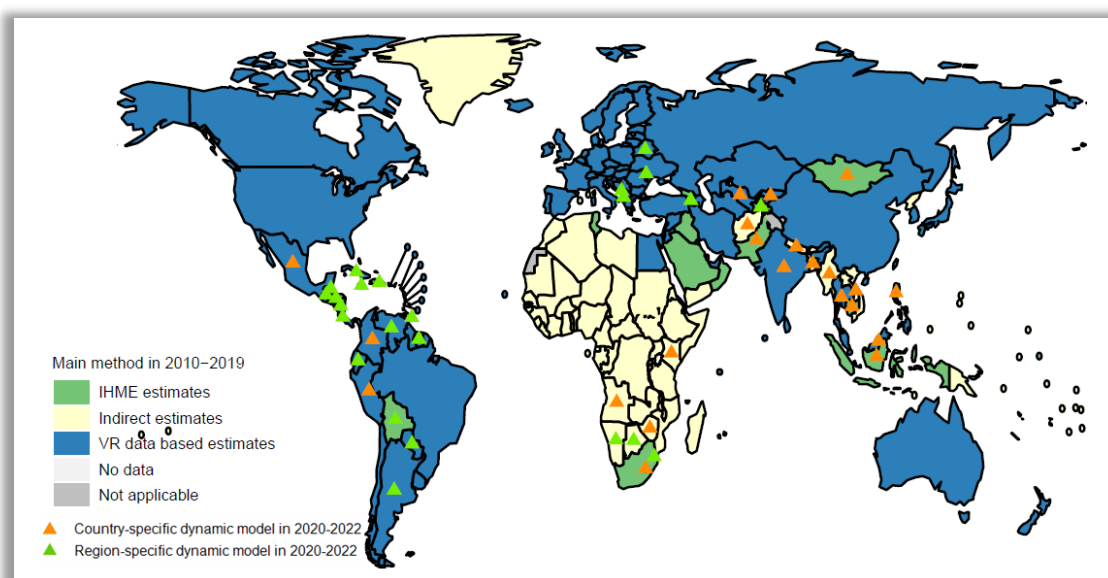 Main method in 2010−2019
IHME estimates
Indirect estimates
VR data based estimates
No data
Not applicable
Country-specific dynamic model in 2020-2022
Region-specific dynamic model in 2020-2022